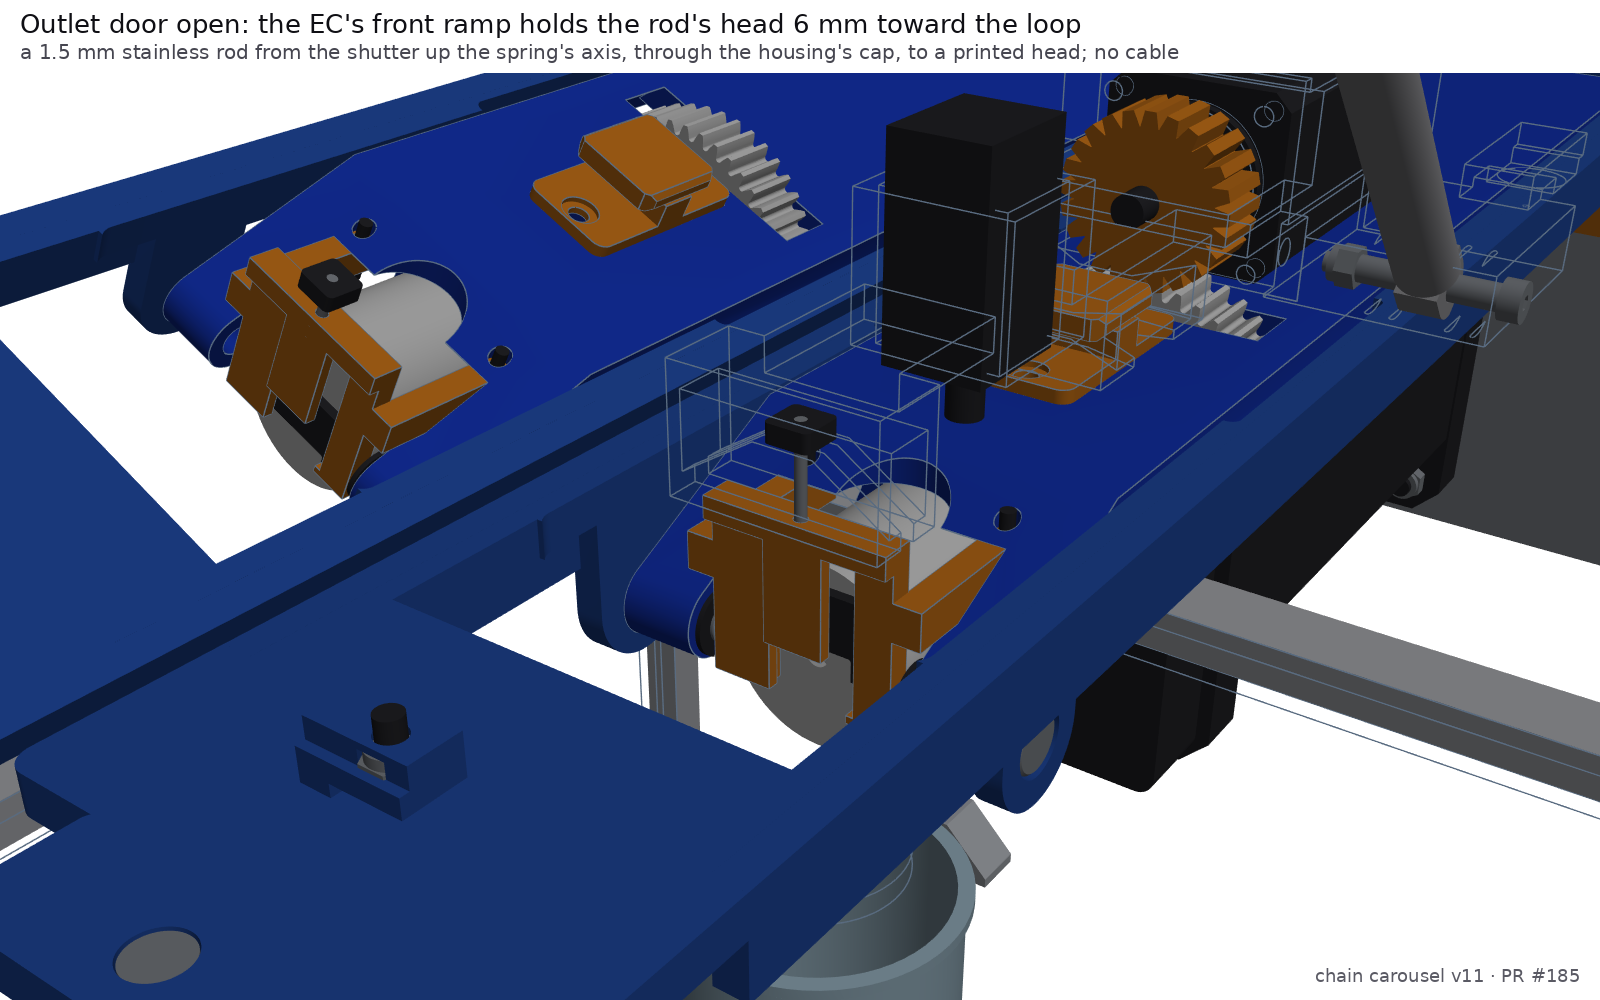 Outlet door open: the EC's front ramp holds the rod's head 6 mm toward the loop
a 1.5 mm stainless rod from the shutter up the spring's axis, through the housing's cap, to a printed head; no cable
chain carousel v11 · PR #185